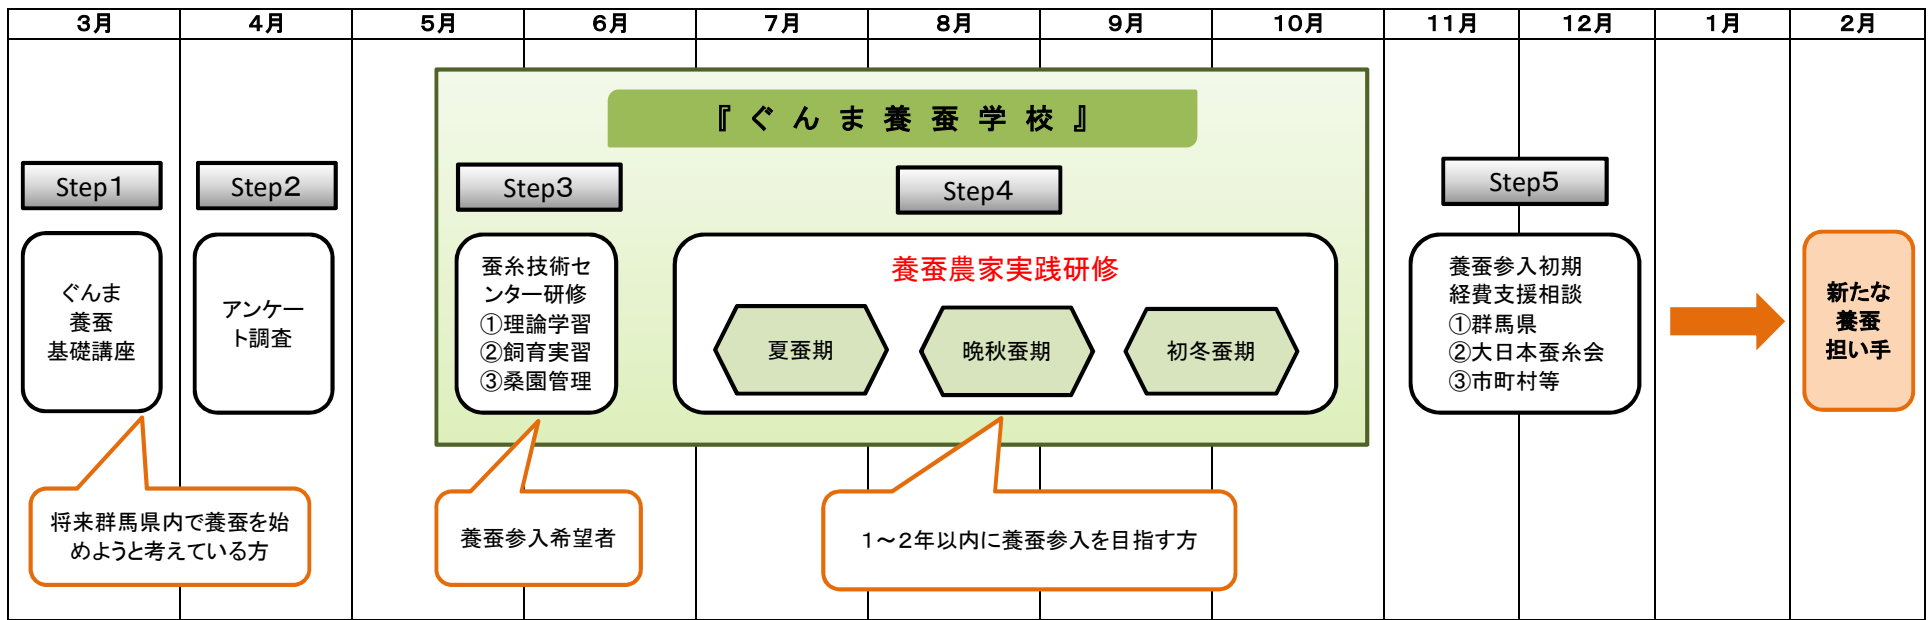 3月 4月 5月 6月 7月 8月 9月 10月 11月 12月 1月 2月
『ぐんま養蚕学校』
Step1
ぐんま
養蚕
基礎講座
将来群馬県内で養蚕を始
めようと考えている方
Step2
アンケー
ト調査
Step3
蚕糸技術セ
ンター研修
①理論学習
②飼育実習
③桑園管理
養蚕参入希望者
Step4
養蚕農家実践研修
夏蚕期
晩秋蚕期
初冬蚕期
1~2年以内に養蚕参入を目指す方
Step5
養蚕参入初期
経費支援相談
①群馬県
②大日本蚕糸会
③市町村等
新たな
養蚕
担い手